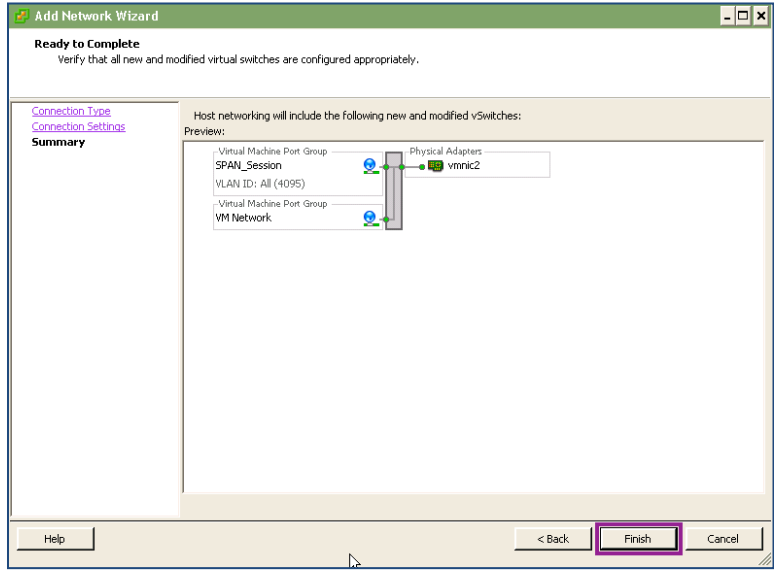 Add Network Wizard
Ready to Complete
Verify that all new and modified virtual switches are configured appropriately.
Connection Type
Connection Settings
Summary
Host networking will include the following new and modified vSwitches:
Preview:
Virtual Machine Port Group
SPAN_Session
VLAN ID: All (4095)
Virtual Machine Port Group
VM Network
Physical Adapters
vmnic2
Help
< Back
Finish
Cancel